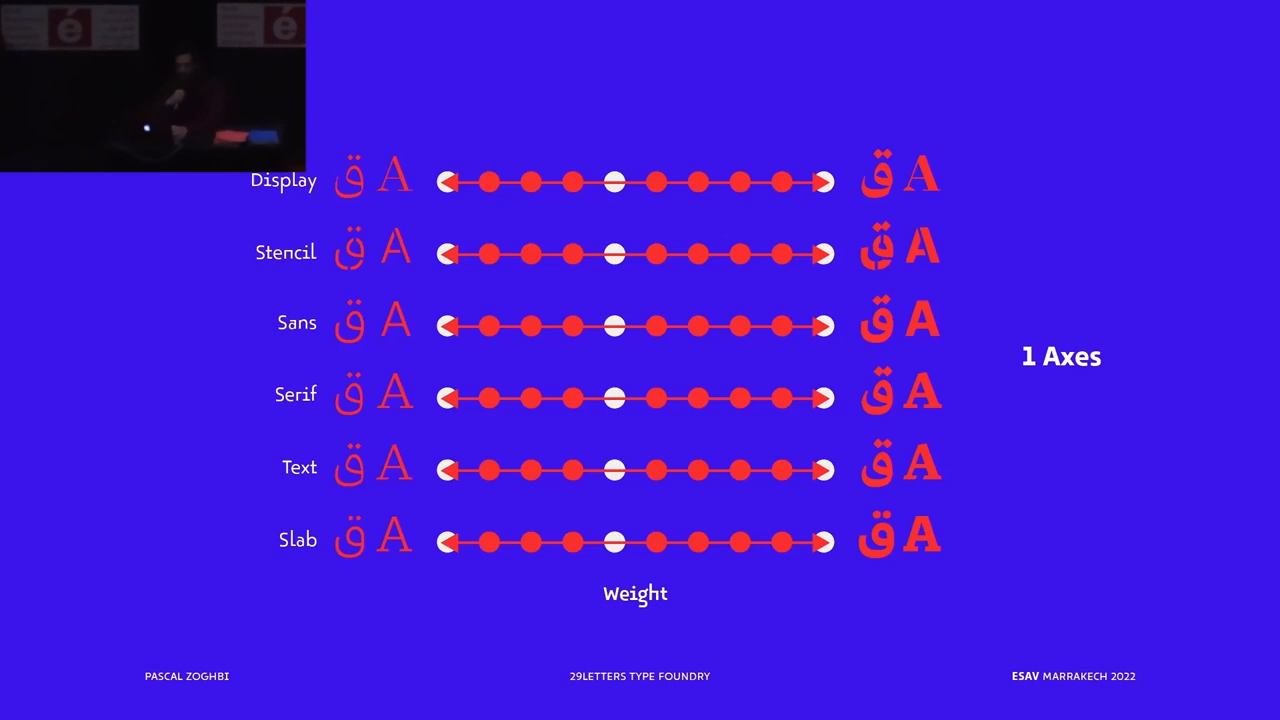 é
é
Display ق A ق A
Stencil ق A ق A
Sans ق A ق A
1 Axes
Serif ق A ق A
Text ق A ق A
Slab ق A ق A
Weight
PASCAL ZOGHBI
29LETTERS TYPE FOUNDRY
ESAV MARRAKECH 2022